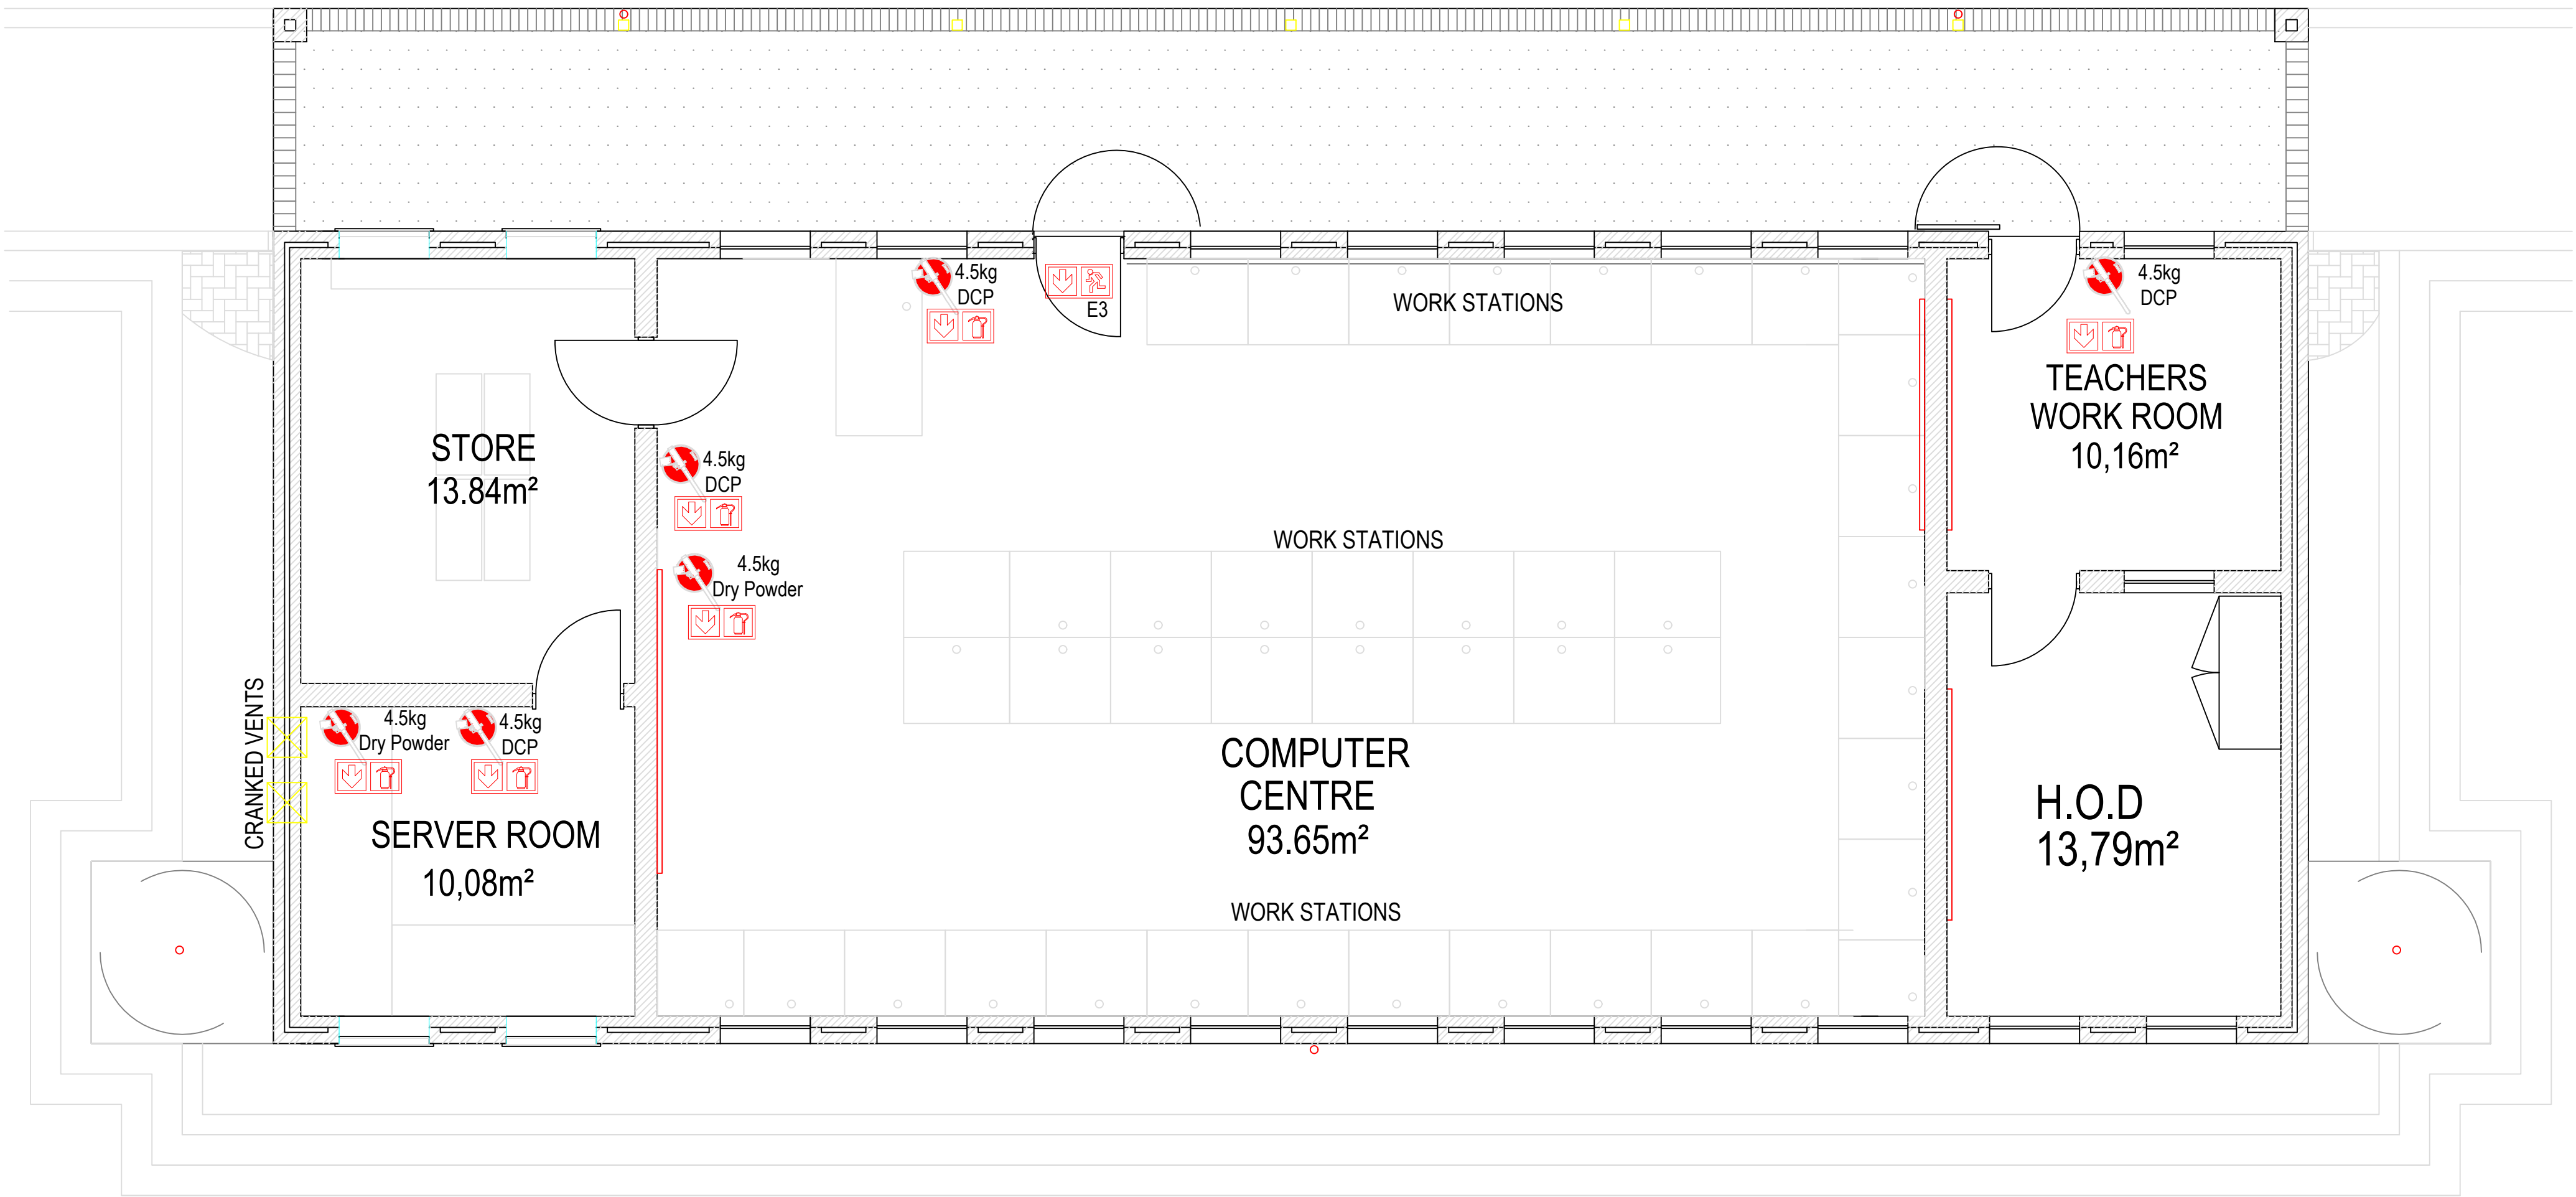 4.5kg
DCP
E3
WORK STATIONS
4.5kg
DCP
TEACHERS
WORK ROOM
10,16m²
STORE
13.84m²
4.5kg
DCP
WORK STATIONS
4.5kg
Dry Powder
CRANKED VENTS
4.5kg
Dry Powder
4.5kg
DCP
SERVER ROOM
10,08m²
COMPUTER
CENTRE
93.65m²
H.O.D
13,79m²
WORK STATIONS